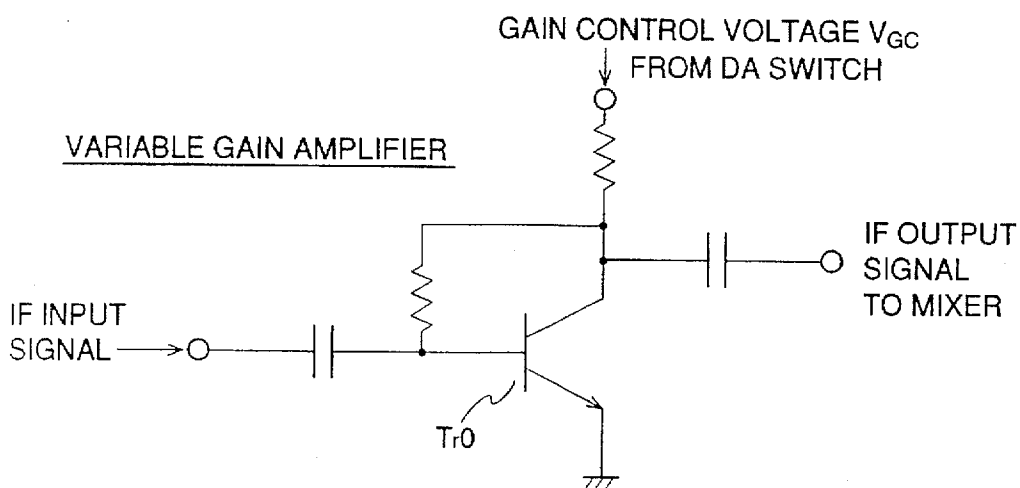 GAIN CONTROL VOLTAGE VGC
FROM DA SWITCH
VARIABLE GAIN AMPLIFIER
IF OUTPUT
SIGNAL
TO MIXER
IF INPUT
SIGNAL
Tr0